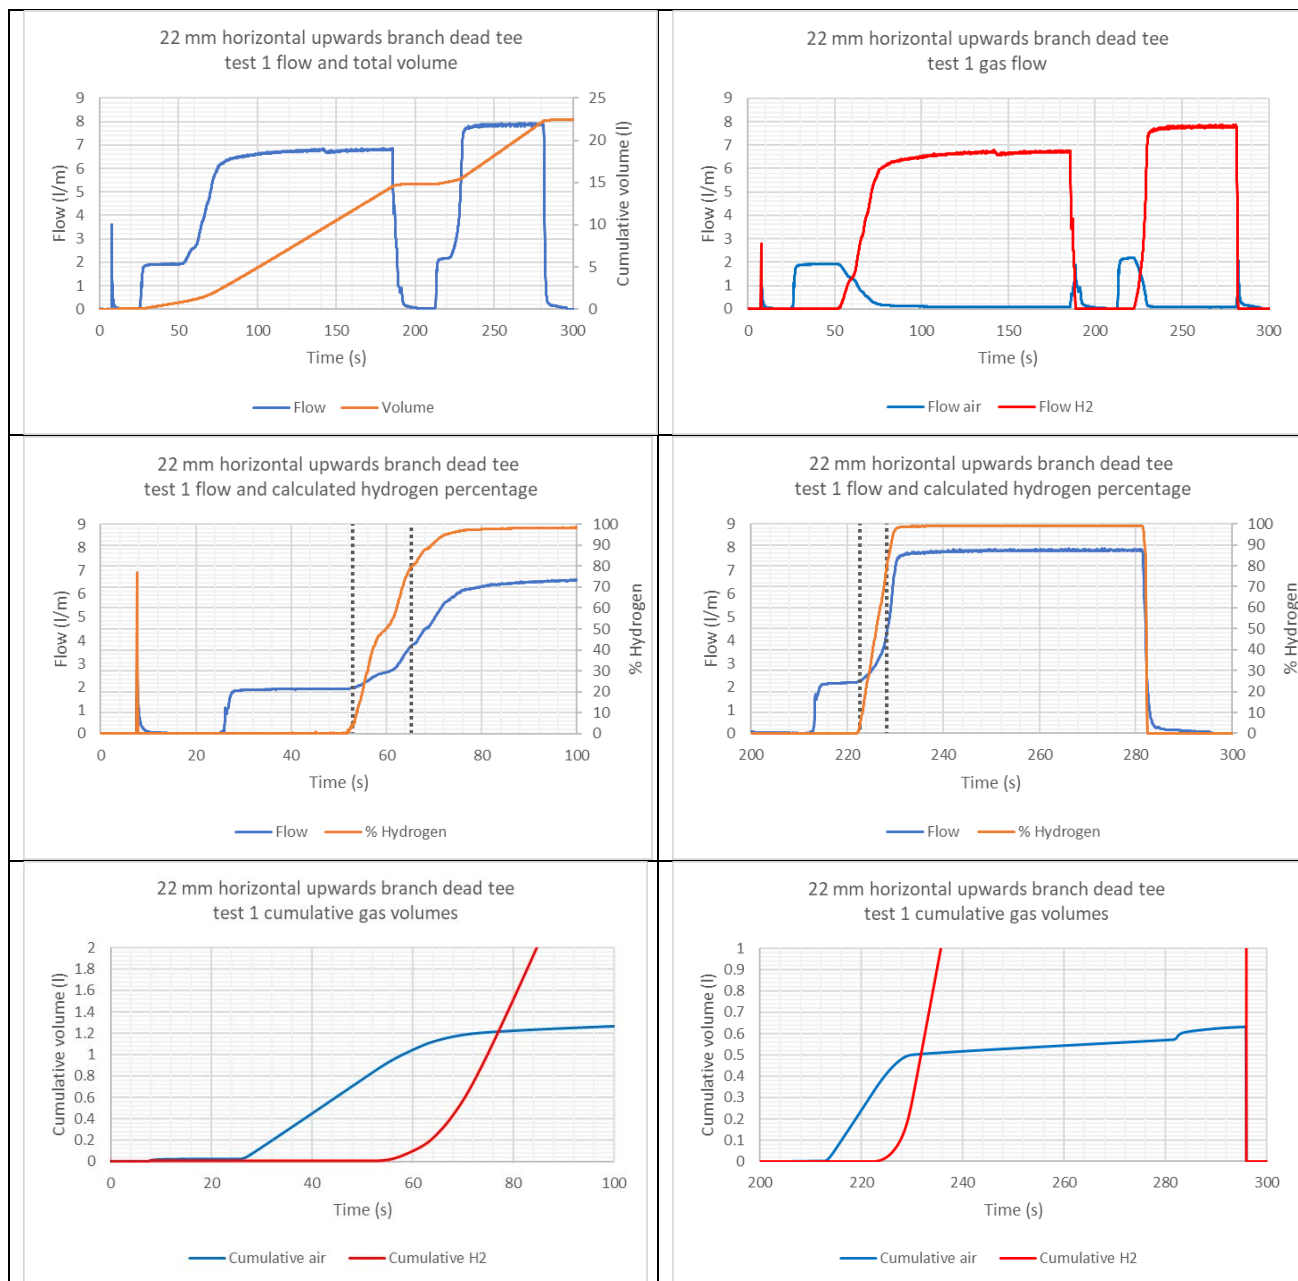 22 mm horizontal upwards branch dead tee
test 1 flow and total volume
9
8
7
6
5
4
3
2
1
0
Flow (l/m)
25
20
15
10
5
0
Cumulative volume (l)
0 50 100 150 200 250 300
Time (s)
Flow Volume
22 mm horizontal upwards branch dead tee
test 1 gas flow
9
8
7
6
5
4
3
2
1
0
Flow (l/m)
0 50 100 150 200 250 300
Time (s)
Flow air Flow H2
22 mm horizontal upwards branch dead tee
test 1 flow and calculated hydrogen percentage
9
8
7
6
5
4
3
2
1
0
Flow (l/m)
100
90
80
70
60
50
40
30
20
10
0
% Hydrogen
0 20 40 60 80 100
Time (s)
Flow % Hydrogen
22 mm horizontal upwards branch dead tee
test 1 flow and calculated hydrogen percentage
9
8
7
6
5
4
3
2
1
0
Flow (l/m)
100
90
80
70
60
50
40
30
20
10
0
% Hydrogen
200 220 240 260 280 300
Time (s)
Flow % Hydrogen
22 mm horizontal upwards branch dead tee
test 1 cumulative gas volumes
2
1.8
1.6
1.4
1.2
1
0.8
0.6
0.4
0.2
0
Cumulative volume (l)
0 20 40 60 80 100
Time (s)
Cumulative air Cumulative H2
22 mm horizontal upwards branch dead tee
test 1 cumulative gas volumes
1
0.9
0.8
0.7
0.6
0.5
0.4
0.3
0.2
0.1
0
Cumulative volume (l)
200 220 240 260 280 300
Time (s)
Cumulative air Cumulative H2